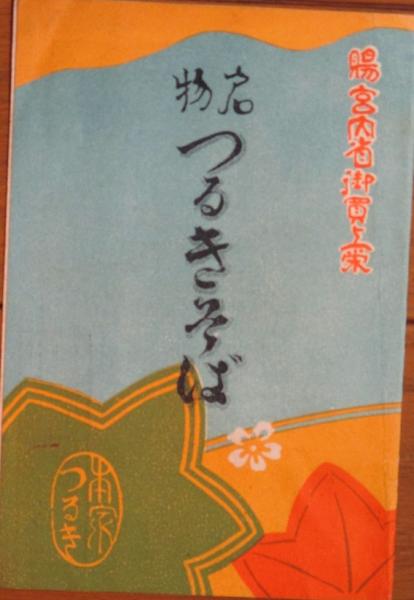 賜宮内省御買上栄
名物
つるきそば
本家
つるき